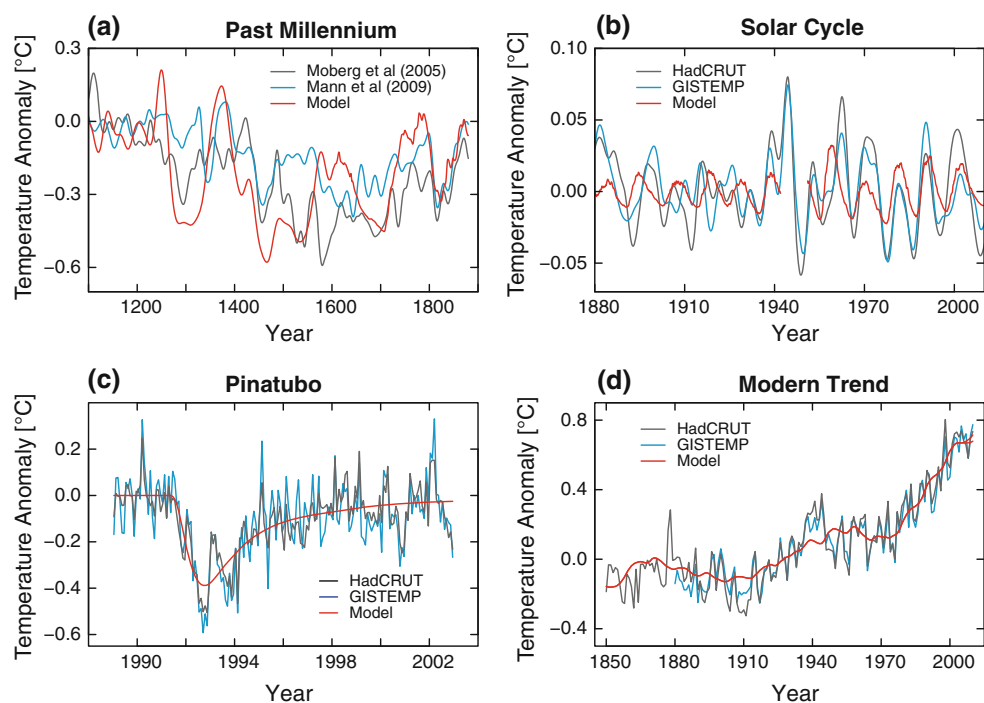 (a) Past Millennium
Temperature Anomaly [°C]
0.3
0.0
−0.3
−0.6
Moberg et al (2005)
Mann et al (2009)
Model
1200 1400 1600 1800
Year
(b) Solar Cycle
Temperature Anomaly [°C]
0.10
0.05
0.00
−0.05
HadCRUT
GISTEMP
Model
1880 1910 1940 1970 2000
Year
(c) Pinatubo
Temperature Anomaly [°C]
0.2
0.0
−0.2
−0.4
−0.6
HadCRUT
GISTEMP
Model
1990 1994 1998 2002
Year
(d) Modern Trend
Temperature Anomaly [°C]
0.8
0.4
0.0
−0.4
HadCRUT
GISTEMP
Model
1850 1880 1910 1940 1970 2000
Year